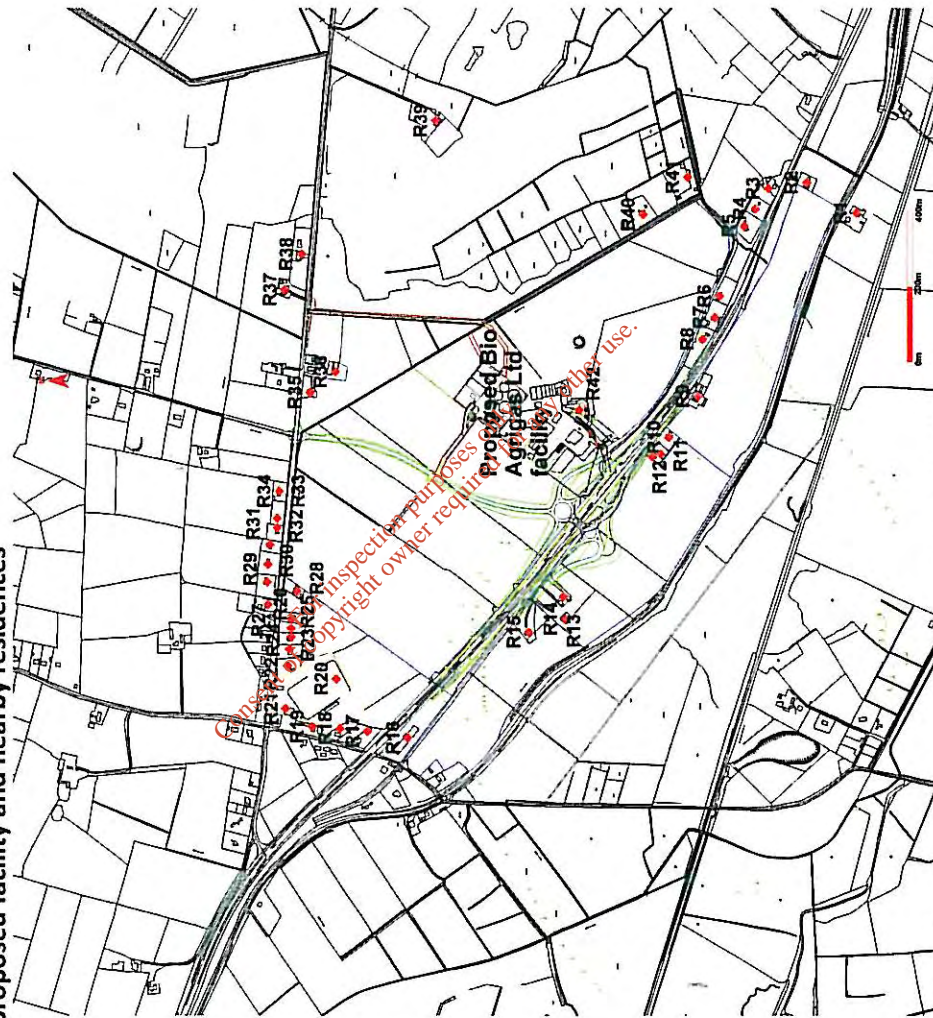 proposed facility and nearby residences
R39
R38
R37
R41
R40
R3
R2
R4
R5
R1
R35
R36
R7
R6
R8
R9
R10
R11
R12
R42
Proposed Bio
Agrigas Ltd
facility
R34
R31
R33
R32
R29
R30
R28
R27
R26
R25
R23
R22
R21
R20
R19
R18
R17
R16
R15
R14
R13
For inspection purposes only.
Consent of copyright owner required for any other use.
0m
200m
400m